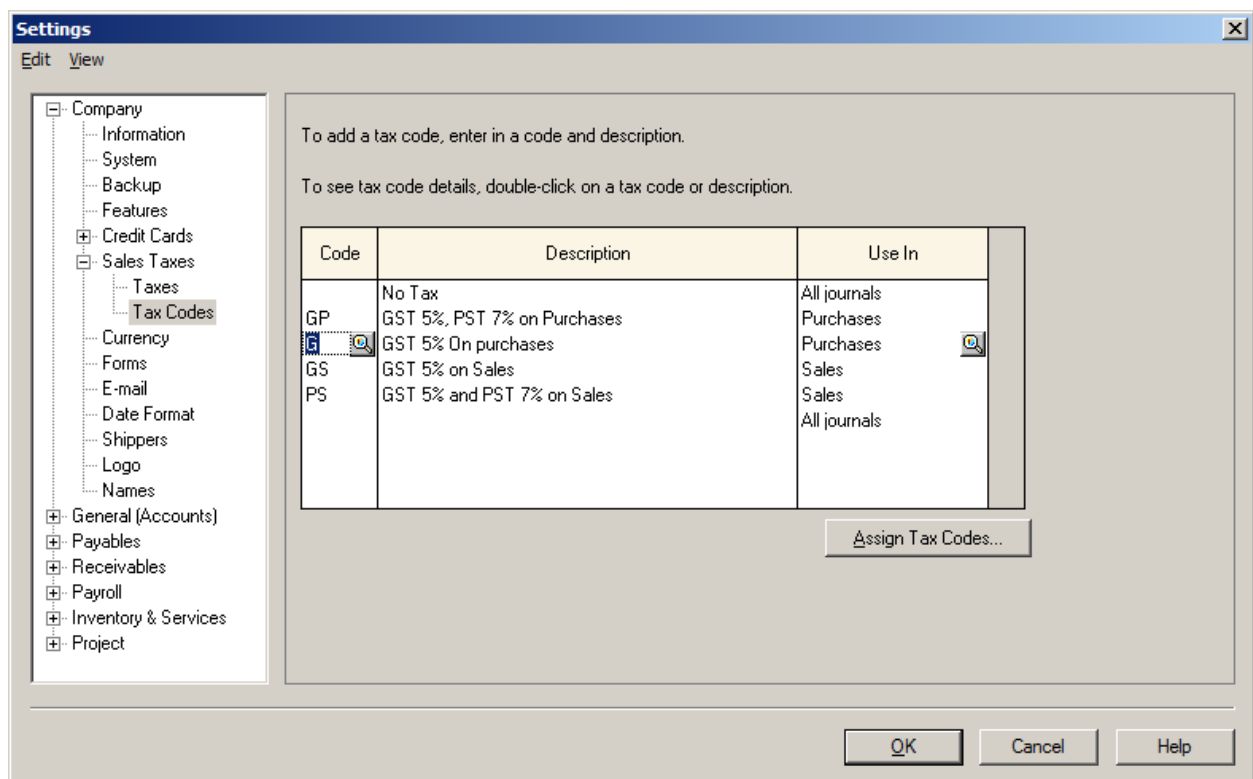 Settings
Edit View
Company
Information
System
Backup
Features
Credit Cards
Sales Taxes
Taxes
Tax Codes
Currency
Forms
E-mail
Date Format
Shippers
Logo
Names
General (Accounts)
Payables
Receivables
Payroll
Inventory & Services
Project
To add a tax code, enter in a code and description.
To see tax code details, double-click on a tax code or description.
Code Description Use In
No Tax All journals
GP GST 5%, PST 7% on Purchases Purchases
G GST 5% On purchases Purchases
GS GST 5% on Sales Sales
PS GST 5% and PST 7% on Sales Sales
All journals
Assign Tax Codes...
OK Cancel Help